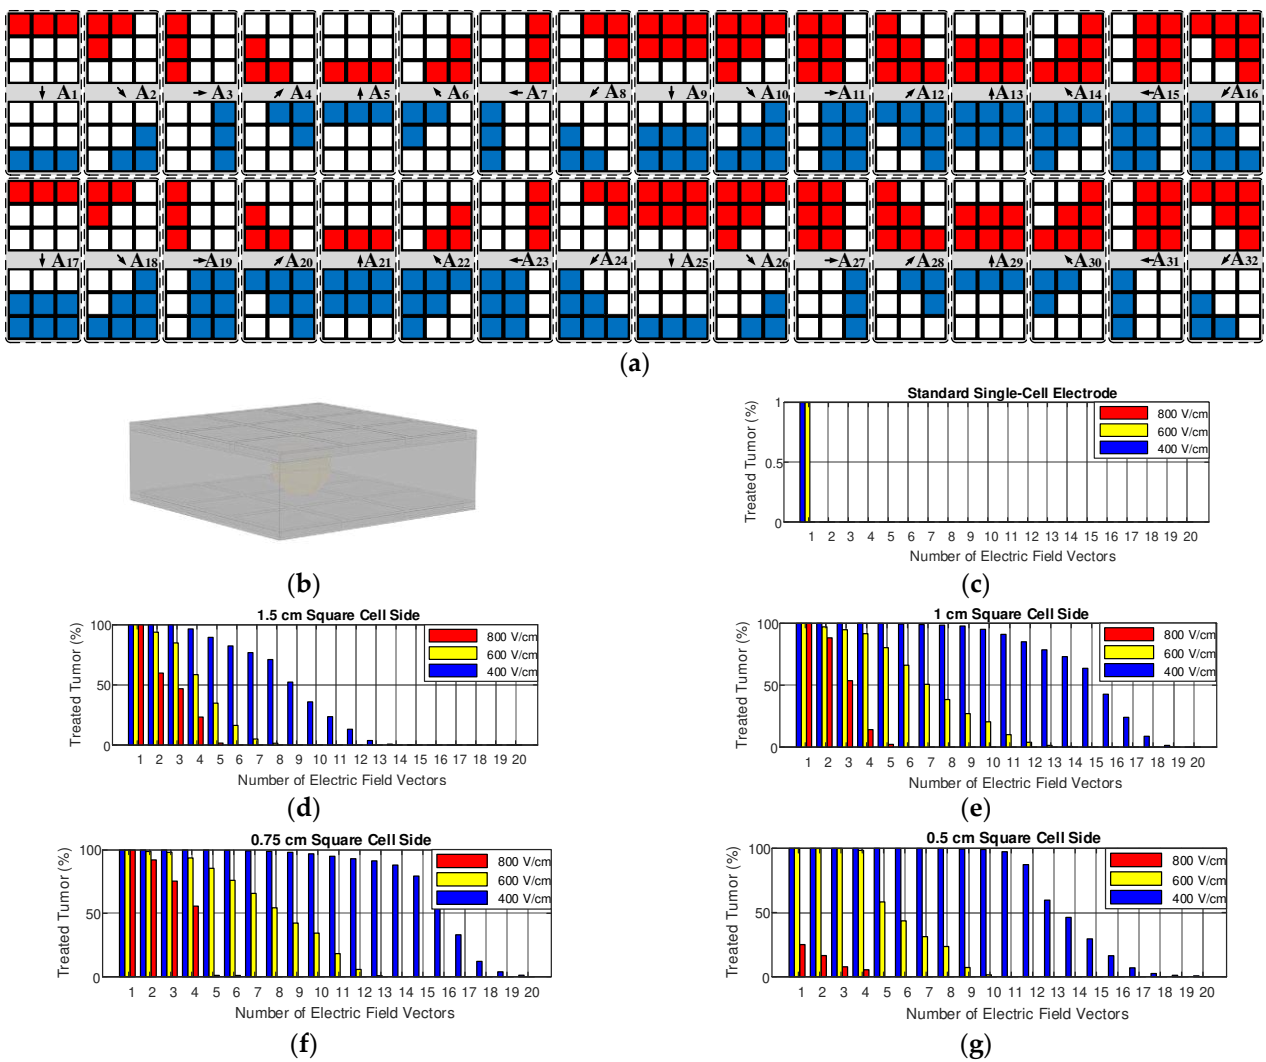 A1 A2 A3 A4 A5 A6 A7 A8 A9 A10 A11 A12 A13 A14 A15 A16
A17 A18 A19 A20 A21 A22 A23 A24 A25 A26 A27 A28 A29 A30 A31 A32
(a)
(b)
Standard Single-Cell Electrode
Treated Tumor (%)
1
0.5
0
800 V/cm
600 V/cm
400 V/cm
1 2 3 4 5 6 7 8 9 10 11 12 13 14 15 16 17 18 19 20
Number of Electric Field Vectors
(c)
1.5 cm Square Cell Side
Treated Tumor (%)
100
50
0
800 V/cm
600 V/cm
400 V/cm
1 2 3 4 5 6 7 8 9 10 11 12 13 14 15 16 17 18 19 20
Number of Electric Field Vectors
(d)
1 cm Square Cell Side
Treated Tumor (%)
100
50
0
800 V/cm
600 V/cm
400 V/cm
1 2 3 4 5 6 7 8 9 10 11 12 13 14 15 16 17 18 19 20
Number of Electric Field Vectors
(e)
0.75 cm Square Cell Side
Treated Tumor (%)
100
50
0
800 V/cm
600 V/cm
400 V/cm
1 2 3 4 5 6 7 8 9 10 11 12 13 14 15 16 17 18 19 20
Number of Electric Field Vectors
(f)
0.5 cm Square Cell Side
Treated Tumor (%)
100
50
0
800 V/cm
600 V/cm
400 V/cm
1 2 3 4 5 6 7 8 9 10 11 12 13 14 15 16 17 18 19 20
Number of Electric Field Vectors
(g)